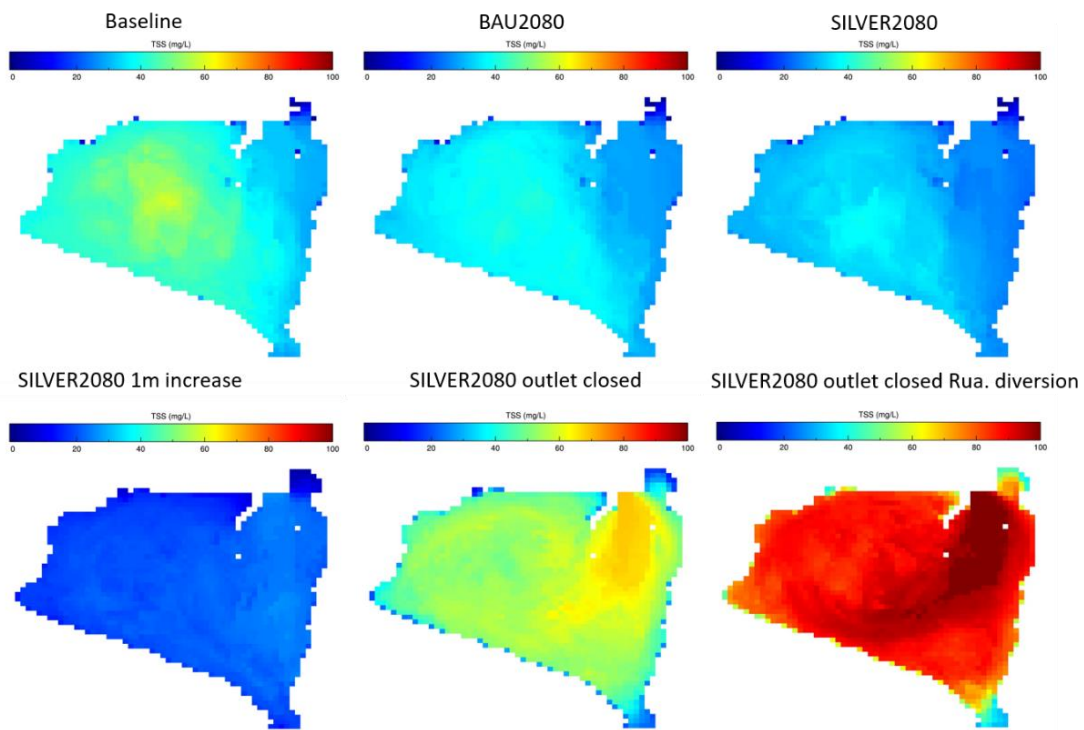 Baseline
BAU2080
SILVER2080
TSS (mg/L)
TSS (mg/L)
TSS (mg/L)
0 20 40 60 80 100
0 20 40 60 80 100
0 20 40 60 80 100
SILVER2080 1m increase
SILVER2080 outlet closed
SILVER2080 outlet closed Rua. diversion
TSS (mg/L)
TSS (mg/L)
TSS (mg/L)
0 20 40 60 80 100
0 20 40 60 80 100
0 20 40 60 80 100